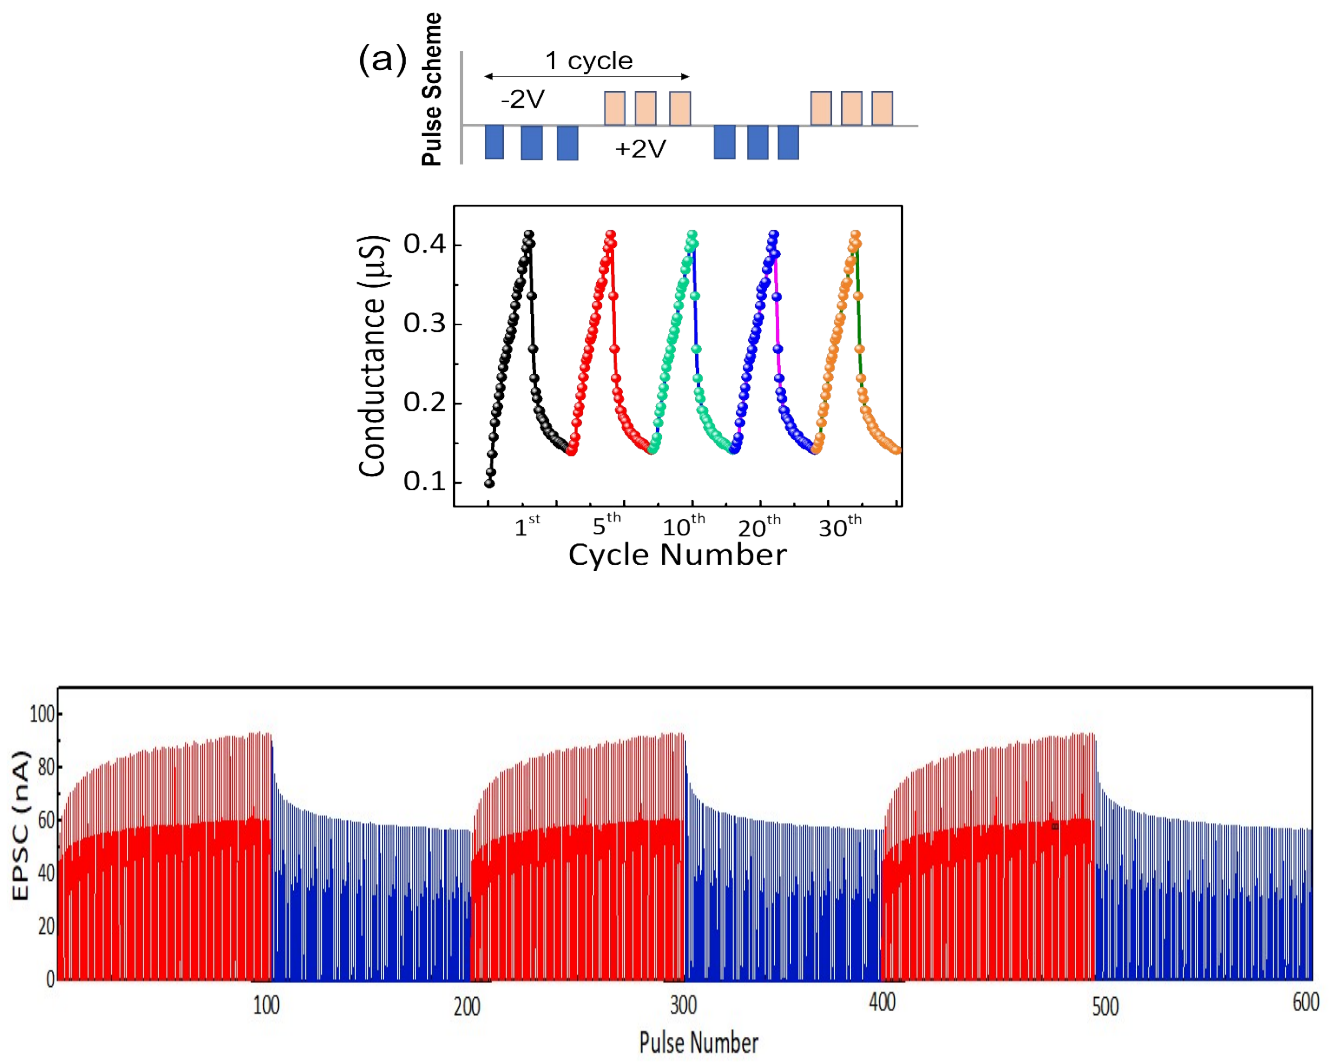 (a)
Pulse Scheme
1 cycle
-2V
+2V
Conductance (μS)
0.4
0.3
0.2
0.1
1st 5th 10th 20th 30th
Cycle Number
EPSC (nA)
100
80
60
40
20
0
100 200 300 400 500 600
Pulse Number